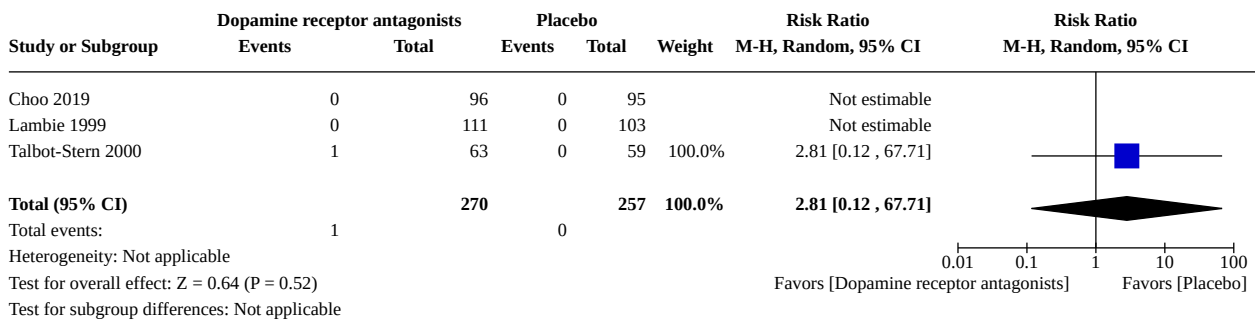 Dopamine receptor antagonists Placebo Risk Ratio Risk Ratio
Study or Subgroup Events Total Events Total Weight M-H, Random, 95% CI M-H, Random, 95% CI
Choo 2019 0 96 0 95 Not estimable
Lambie 1999 0 111 0 103 Not estimable
Talbot-Stern 2000 1 63 0 59 100.0% 2.81 [0.12 , 67.71]
Total (95% CI) 270 257 100.0% 2.81 [0.12 , 67.71]
Total events: 1 0
Heterogeneity: Not applicable 0.01 0.1 1 10 100
Test for overall effect: Z = 0.64 (P = 0.52) Favors [Dopamine receptor antagonists] Favors [Placebo]
Test for subgroup differences: Not applicable